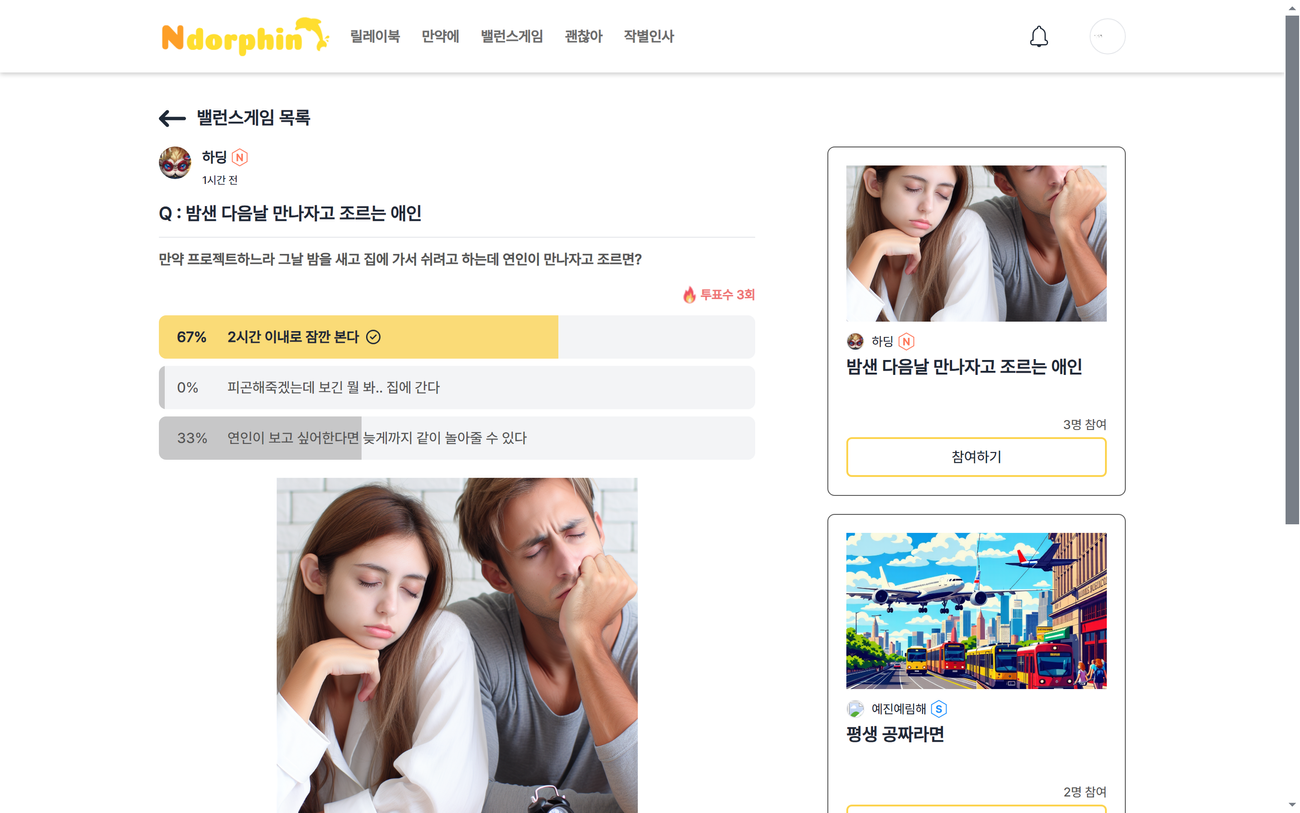 Ndorphin
릴레이북 만약에 밸런스게임 괜찮아 작별인사
밸런스게임 목록
하딩 N
1시간 전
Q : 밤샌 다음날 만나자고 조르는 애인
만약 프로젝트하느라 그날 밤을 새고 집에 가서 쉬려고 하는데 연인이 만나자고 조르면?
투표수 3회
67% 2시간 이내로 잠깐 본다
0% 피곤해죽겠는데 보긴 뭘 봐.. 집에 간다
33% 연인이 보고 싶어한다면 늦게까지 같이 놀아줄 수 있다
하딩 N
밤샌 다음날 만나자고 조르는 애인
3명 참여
참여하기
예진예림해 S
평생 공짜라면
2명 참여